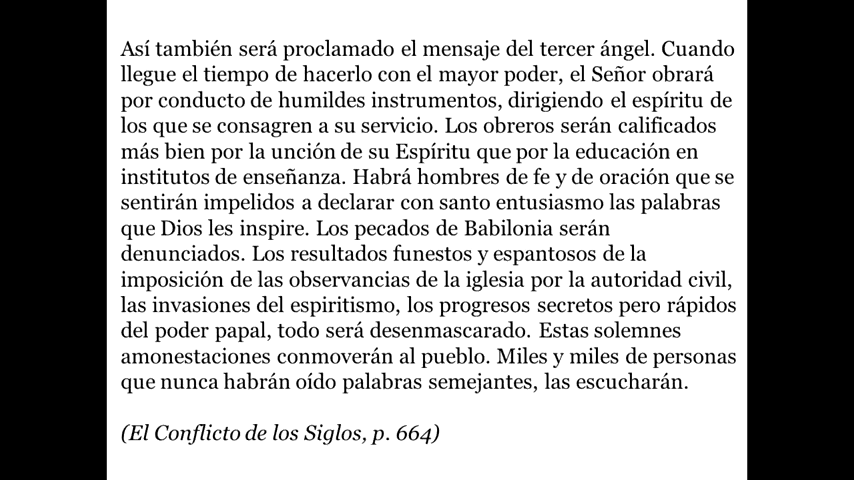 Así también será proclamado el mensaje del tercer ángel. Cuando
llegue el tiempo de hacerlo con el mayor poder, el Señor obrará
por conducto de humildes instrumentos, dirigiendo el espíritu de
los que se consagren a su servicio. Los obreros serán calificados
más bien por la unción de su Espíritu que por la educación en
institutos de enseñanza. Habrá hombres de fe y de oración que se
sentirán impelidos a declarar con santo entusiasmo las palabras
que Dios les inspire. Los pecados de Babilonia serán
denunciados. Los resultados funestos y espantosos de la
imposición de las observancias de la iglesia por la autoridad civil,
las invasiones del espiritismo, los progresos secretos pero rápidos
del poder papal, todo será desenmascarado. Estas solemnes
amonestaciones conmoverán al pueblo. Miles y miles de personas
que nunca habrán oído palabras semejantes, las escucharán.
(El Conflicto de los Siglos, p. 664)